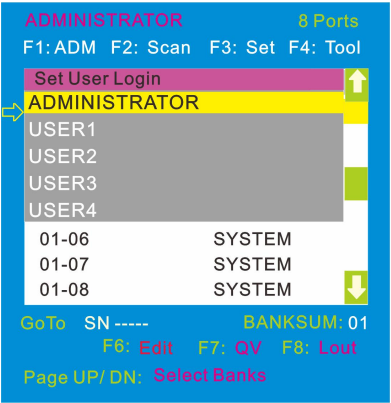 ADMINISTRATOR 8 Ports
F1: ADM F2: Scan F3: Set F4: Tool
Set User Login
ADMINISTRATOR
USER1
USER2
USER3
USER4
01-06 SYSTEM
01-07 SYSTEM
01-08 SYSTEM
GoTo SN ----- BANKSUM: 01
F6: Edit F7: QV F8: Lout
Page UP/ DN: Select Banks